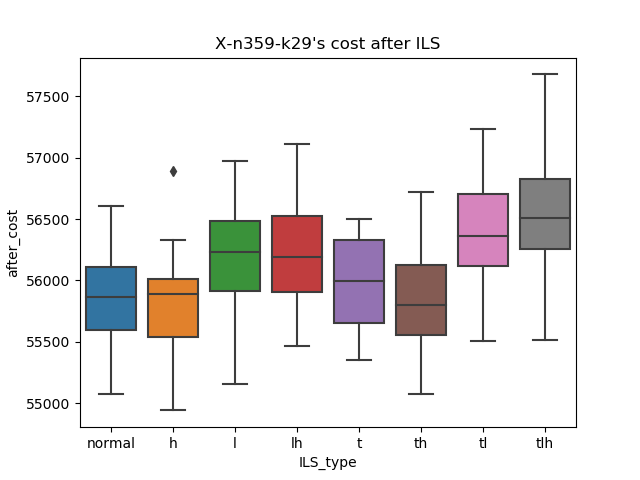 X-n359-k29's cost after ILS
57500
57000
56500
56000
55500
55000
after_cost
normal h l lh t th tl tlh
ILS_type